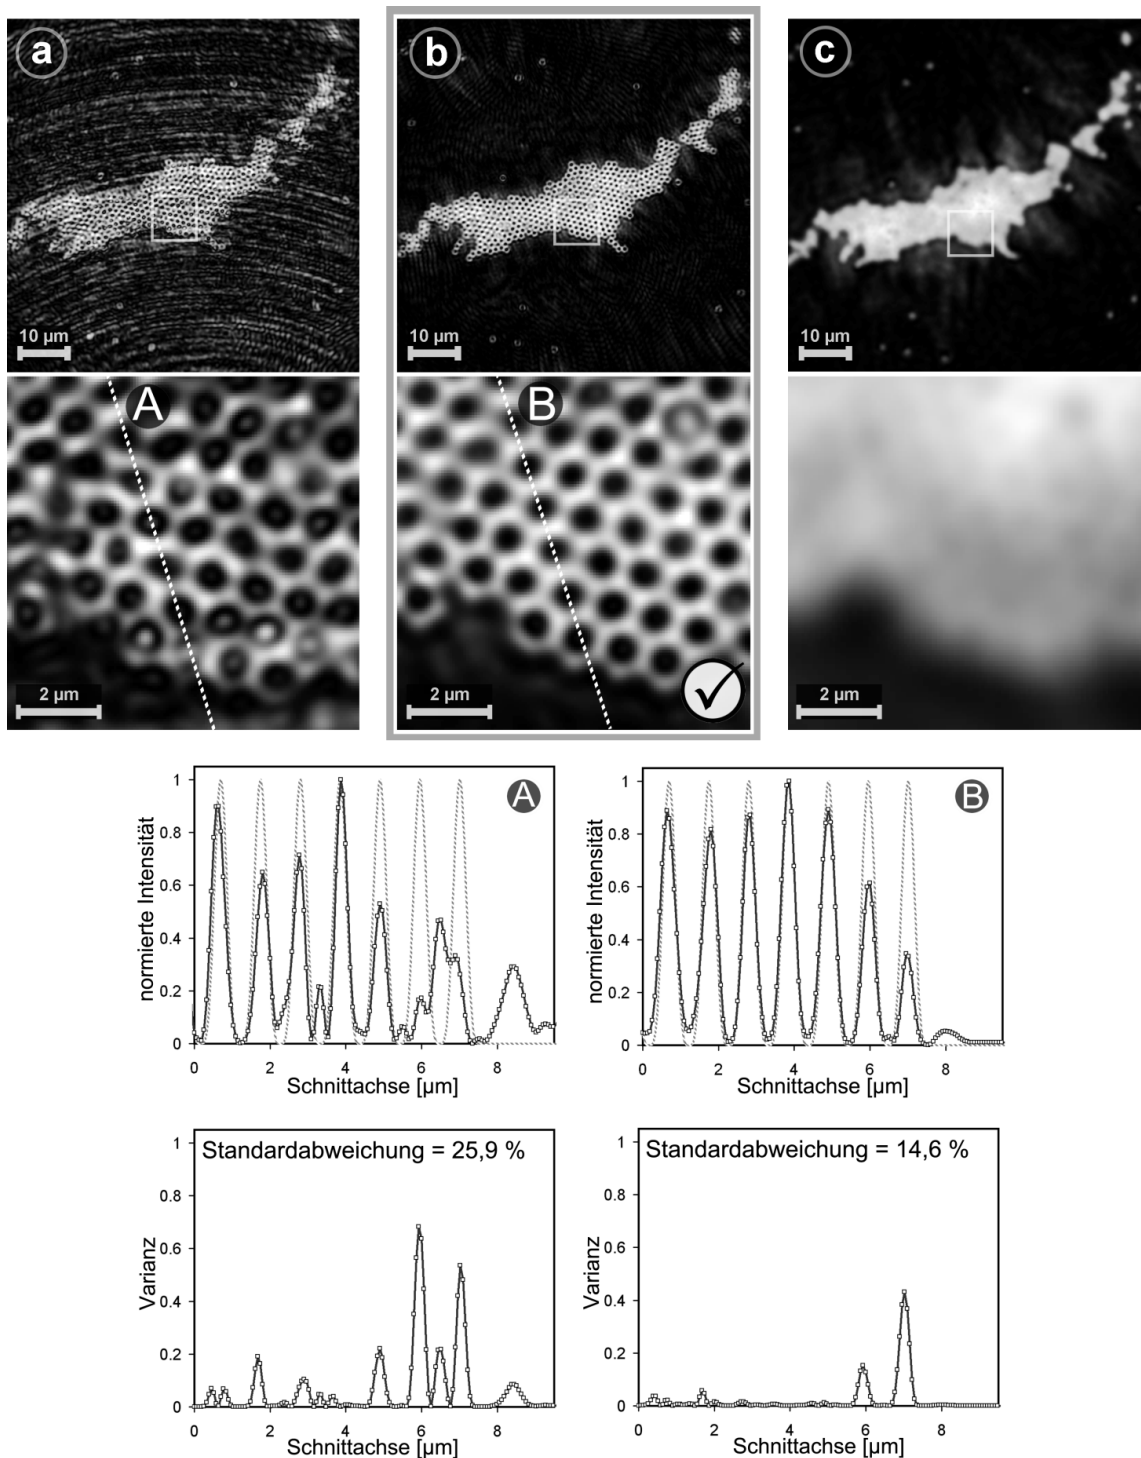 a
b
c
10 µm
10 µm
10 µm
A
B
2 µm
2 µm
2 µm
normierte Intensität
1
0.8
0.6
0.4
0.2
0
0 2 4 6 8
Schnittachse [µm]
A
normierte Intensität
1
0.8
0.6
0.4
0.2
0
0 2 4 6 8
Schnittachse [µm]
B
Standardabweichung = 25,9 %
Varianz
1
0.8
0.6
0.4
0.2
0
0 2 4 6 8
Schnittachse [µm]
Standardabweichung = 14,6 %
Varianz
1
0.8
0.6
0.4
0.2
0
0 2 4 6 8
Schnittachse [µm]